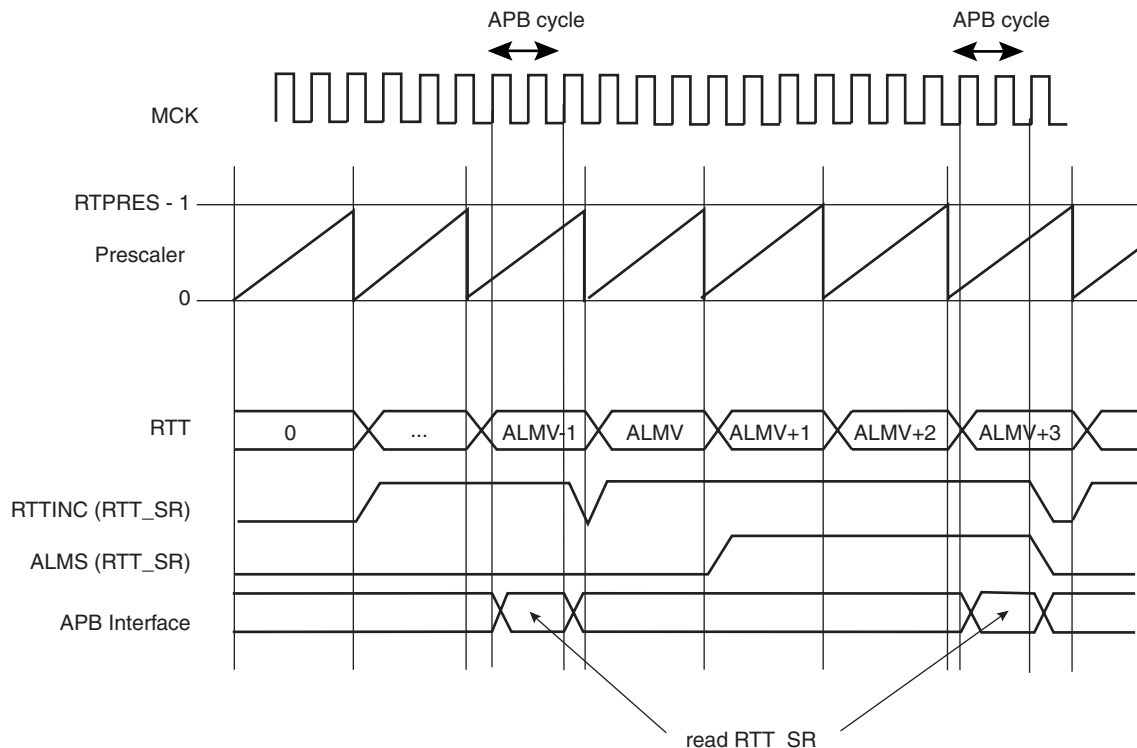 APB cycle
APB cycle
MCK
RTPRES - 1
Prescaler
0
RTT
0
...
ALMV-1
ALMV
ALMV+1
ALMV+2
ALMV+3
RTTINC (RTT_SR)
ALMS (RTT_SR)
APB Interface
read RTT_SR